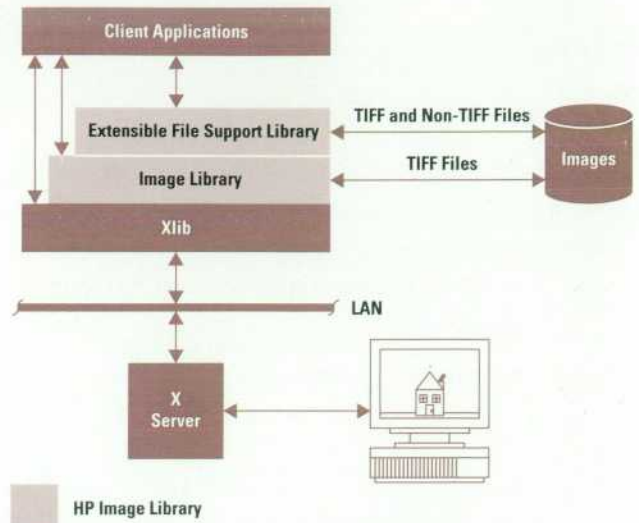 Client Applications
Extensible File Support Library
TIFF and Non-TIFF Files
Images
Image Library
TIFF Files
Xlib
LAN
X
Server
HP Image Library